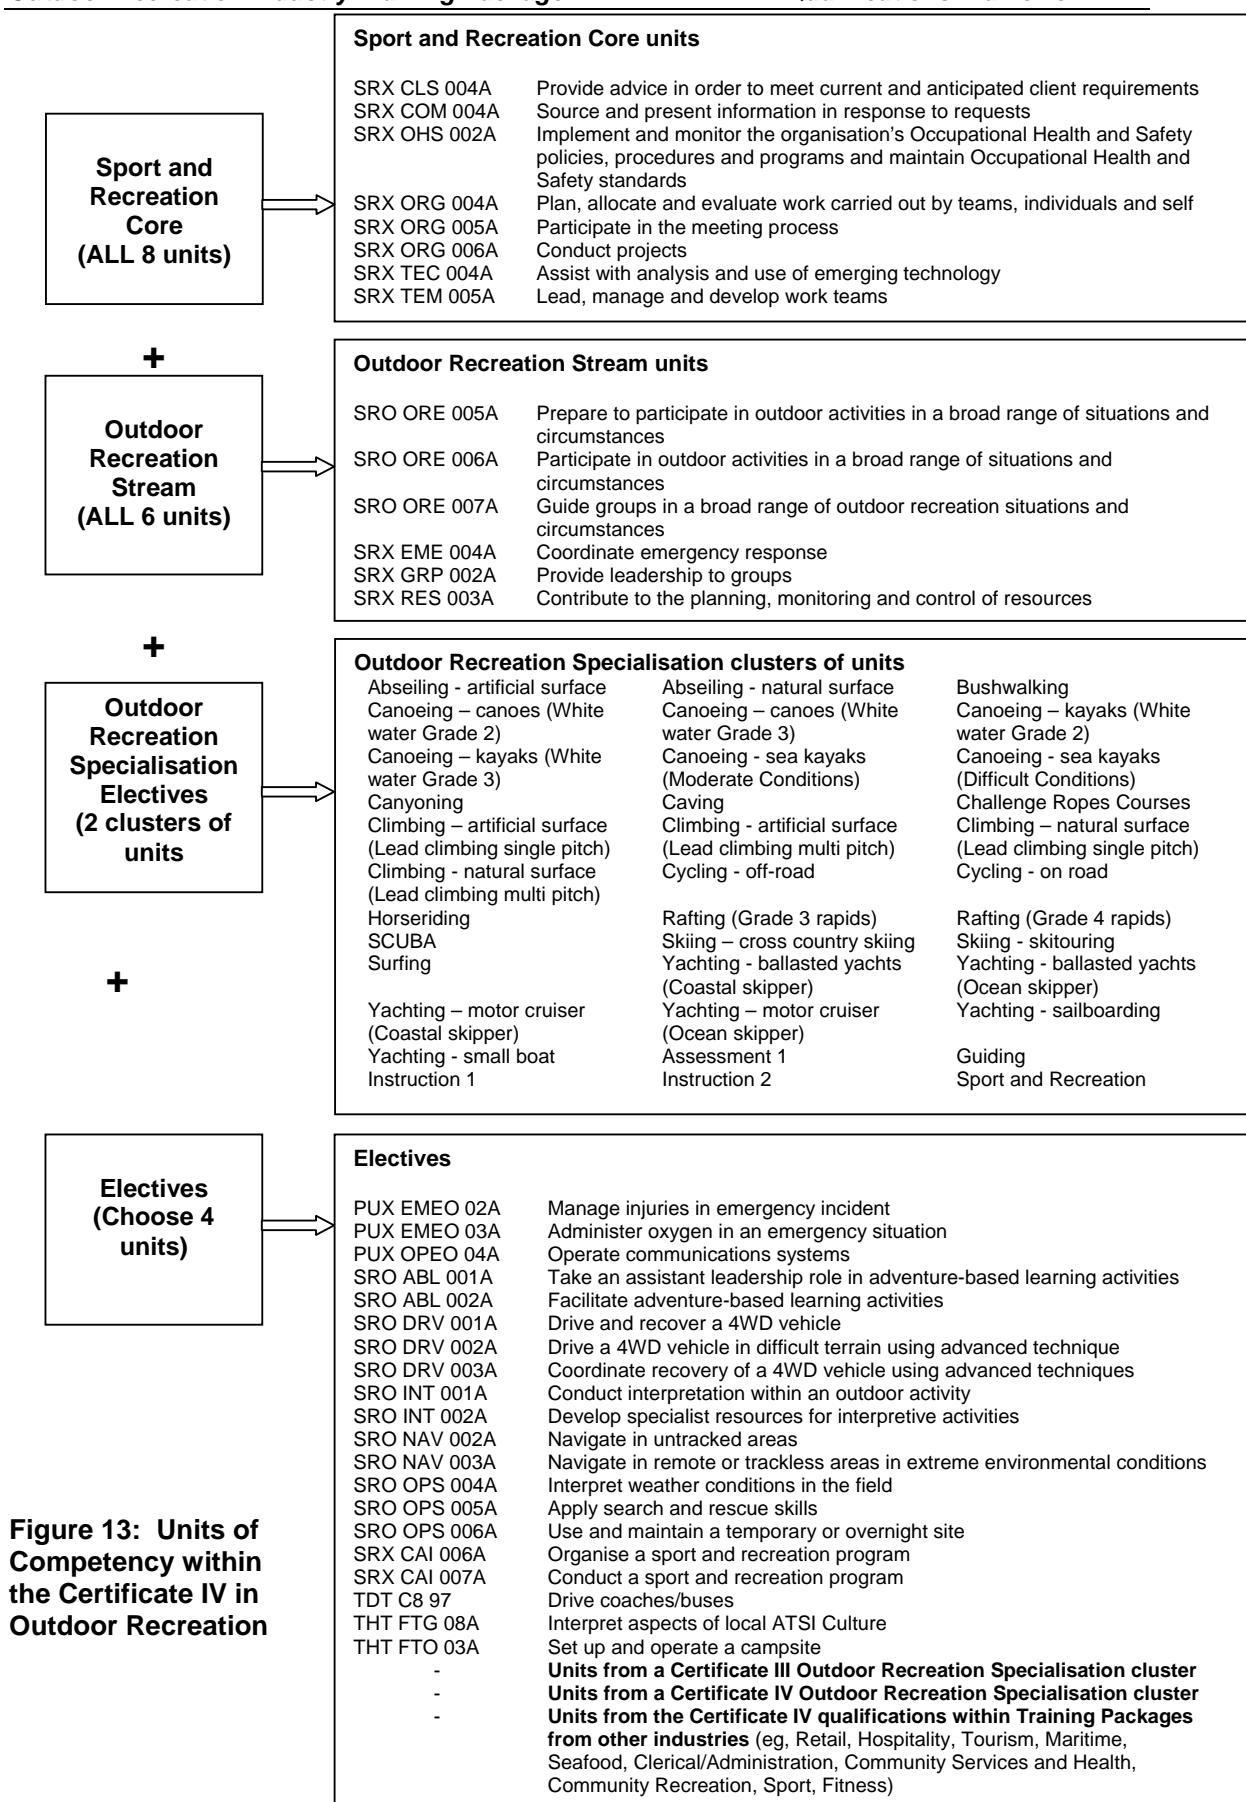 Sport and Recreation Core units
Sport and
Recreation
Core
(ALL 8 units)
SRX CLS 004A Provide advice in order to meet current and anticipated client requirements
SRX COM 004A Source and present information in response to requests
SRX OHS 002A Implement and monitor the organisation's Occupational Health and Safety
policies, procedures and programs and maintain Occupational Health and
Safety standards
SRX ORG 004A Plan, allocate and evaluate work carried out by teams, individuals and self
SRX ORG 005A Participate in the meeting process
SRX ORG 006A Conduct projects
SRX TEC 004A Assist with analysis and use of emerging technology
SRX TEM 005A Lead, manage and develop work teams
+
Outdoor
Recreation
Stream
(ALL 6 units)
Outdoor Recreation Stream units
SRO ORE 005A Prepare to participate in outdoor activities in a broad range of situations and
circumstances
SRO ORE 006A Participate in outdoor activities in a broad range of situations and
circumstances
SRO ORE 007A Guide groups in a broad range of outdoor recreation situations and
circumstances
SRX EME 004A Coordinate emergency response
SRX GRP 002A Provide leadership to groups
SRX RES 003A Contribute to the planning, monitoring and control of resources
+
Outdoor
Recreation
Specialisation
Electives
(2 clusters of
units
Outdoor Recreation Specialisation clusters of units
Abseiling - artificial surface Abseiling - natural surface Bushwalking
Canoeing – canoes (White Canoeing – canoes (White Canoeing – kayaks (White
water Grade 2) water Grade 3) water Grade 2)
Canoeing – kayaks (White Canoeing - sea kayaks Canoeing - sea kayaks
water Grade 3) (Moderate Conditions) (Difficult Conditions)
Canyoning Caving Challenge Ropes Courses
Climbing – artificial surface Climbing - artificial surface Climbing – natural surface
(Lead climbing single pitch) (Lead climbing multi pitch) (Lead climbing single pitch)
Climbing - natural surface Cycling - off-road Cycling - on road
(Lead climbing multi pitch)
Horseriding Rafting (Grade 3 rapids) Rafting (Grade 4 rapids)
SCUBA Skiing – cross country skiing Skiing - skitouring
Surfing Yachting - ballasted yachts Yachting - ballasted yachts
(Coastal skipper) (Ocean skipper)
Yachting – motor cruiser Yachting – motor cruiser Yachting - sailboarding
(Coastal skipper) (Ocean skipper)
Yachting - small boat Assessment 1 Guiding
Instruction 1 Instruction 2 Sport and Recreation
+
Electives
(Choose 4
units)
Electives
PUX EMEO 02A Manage injuries in emergency incident
PUX EMEO 03A Administer oxygen in an emergency situation
PUX OPEO 04A Operate communications systems
SRO ABL 001A Take an assistant leadership role in adventure-based learning activities
SRO ABL 002A Facilitate adventure-based learning activities
SRO DRV 001A Drive and recover a 4WD vehicle
SRO DRV 002A Drive a 4WD vehicle in difficult terrain using advanced technique
SRO DRV 003A Coordinate recovery of a 4WD vehicle using advanced techniques
SRO INT 001A Conduct interpretation within an outdoor activity
SRO INT 002A Develop specialist resources for interpretive activities
SRO NAV 002A Navigate in untracked areas
SRO NAV 003A Navigate in remote or trackless areas in extreme environmental conditions
SRO OPS 004A Interpret weather conditions in the field
SRO OPS 005A Apply search and rescue skills
SRO OPS 006A Use and maintain a temporary or overnight site
SRX CAI 006A Organise a sport and recreation program
SRX CAI 007A Conduct a sport and recreation program
TDT C8 97 Drive coaches/buses
THT FTG 08A Interpret aspects of local ATSI Culture
THT FTO 03A Set up and operate a campsite
- Units from a Certificate III Outdoor Recreation Specialisation cluster
- Units from a Certificate IV Outdoor Recreation Specialisation cluster
- Units from the Certificate IV qualifications within Training Packages
from other industries (eg, Retail, Hospitality, Tourism, Maritime,
Seafood, Clerical/Administration, Community Services and Health,
Community Recreation, Sport, Fitness)
Figure 13: Units of
Competency within
the Certificate IV in
Outdoor Recreation